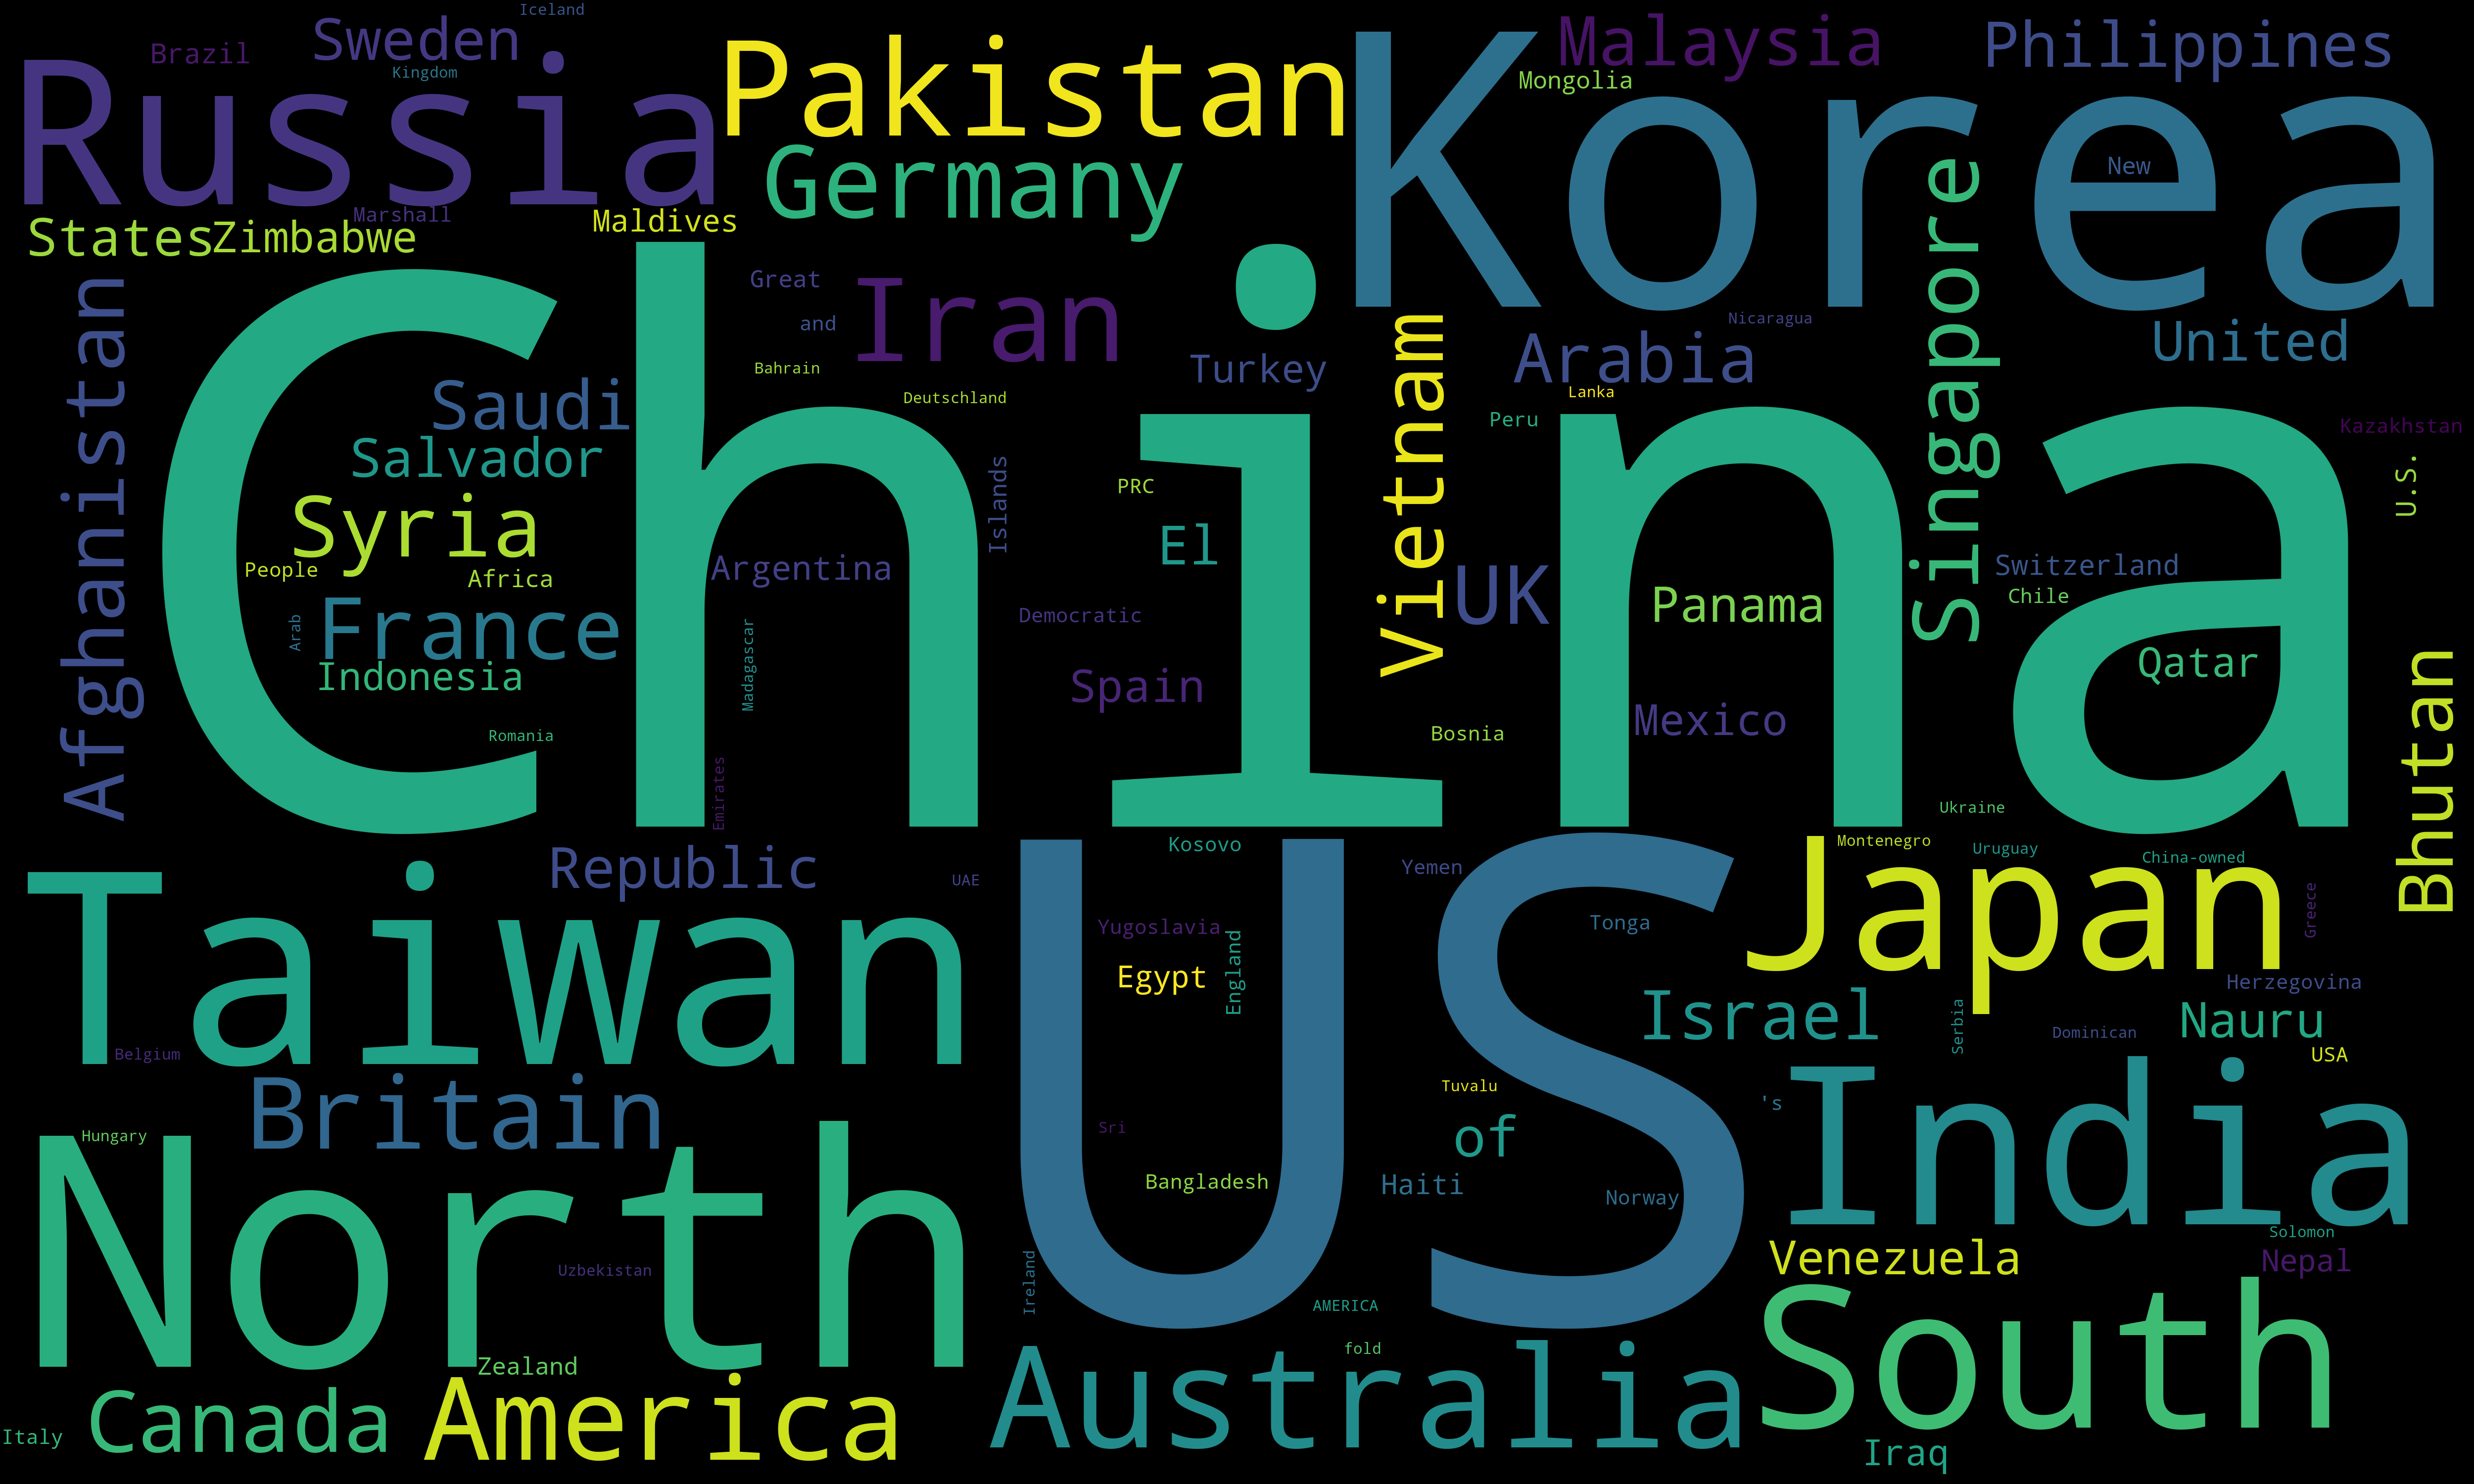 Iceland
Sweden
Brazil
Kingdom
Russia
Pakistan
Korea
Malaysia
Philippines
Mongolia
Germany
New
Marshall
Maldives
States
Zimbabwe
Singapore
Afghanistan
China
Great
Iran
and
Bahrain
Deutschland
Turkey
Vietnam
Nicaragua
Arabia
United
Lanka
Peru
Kazakhstan
U.S.
Saudi
Salvador
Syria
Islands
PRC
El
People
Africa
Argentina
UK
Panama
Switzerland
Chile
Arab
France
Indonesia
Madagascar
Democratic
Spain
Qatar
Mexico
Bosnia
Bhutan
Romania
Emirates
Ukraine
Republic
UAE
Taiwan
US
Kosovo
Yemen
Montenegro
Uruguay
China-owned
Japan
Greece
Yugoslavia
England
Egypt
Tonga
Herzegovina
Israel
Serbia
Dominican
Nauru
USA
Belgium
Britain
Tuvalu
's
India
Hungary
Sri
of
North
Bangladesh
Haiti
Norway
Solomon
Venezuela
Nepal
Uzbekistan
Ireland
AMERICA
South
fold
Zealand
Canada
America
Australia
Italy
Iraq